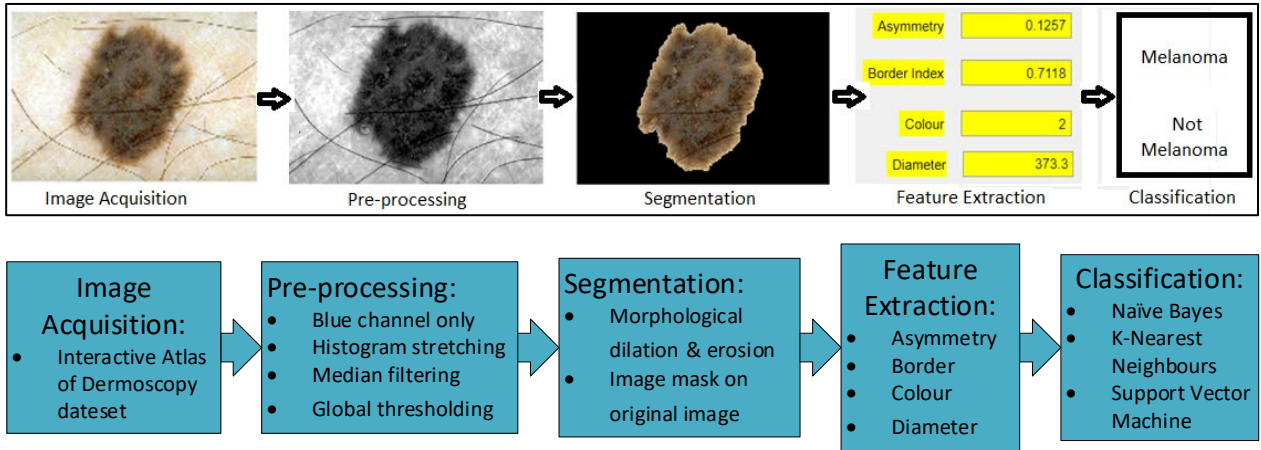 Asymmetry 0.1257
Border Index 0.7118
Colour 2
Diameter 373.3
Melanoma
Not
Melanoma
Image Acquisition
Pre-processing
Segmentation
Feature Extraction
Classification
Image
Acquisition:
• Interactive Atlas
of Dermoscopy
dateset
Pre-processing:
• Blue channel only
• Histogram stretching
• Median filtering
• Global thresholding
Segmentation:
• Morphological
dilation & erosion
• Image mask on
original image
Feature
Extraction:
• Asymmetry
• Border
• Colour
• Diameter
Classification:
• Naïve Bayes
• K-Nearest
Neighbours
• Support Vector
Machine